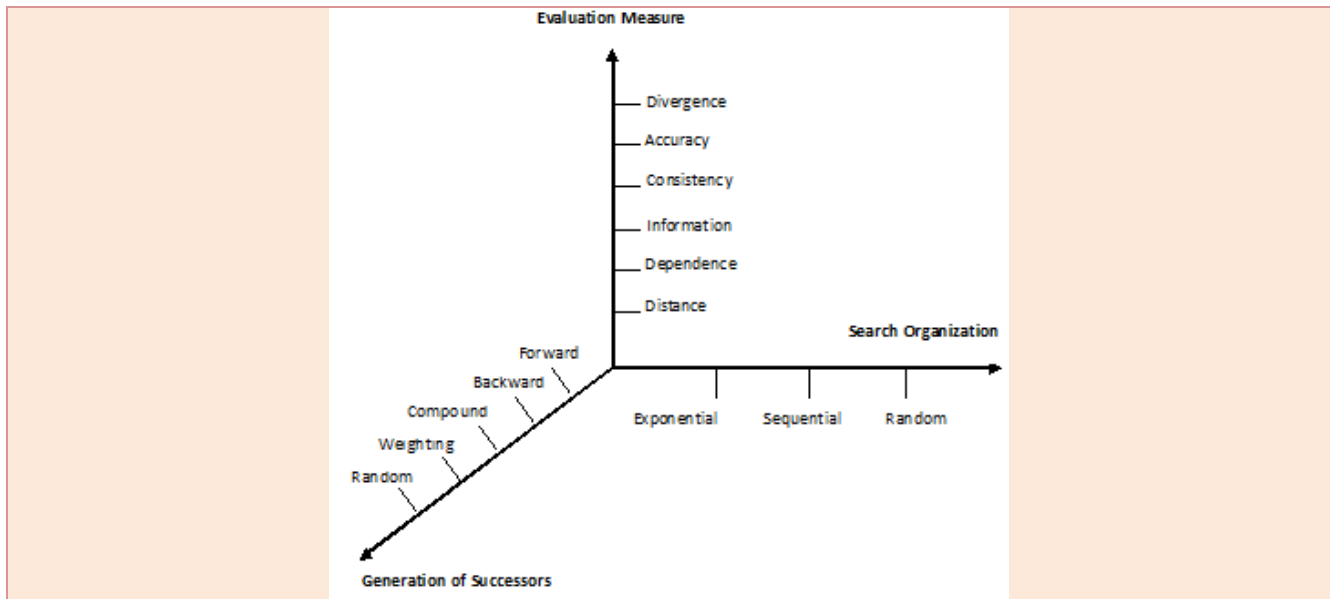 Evaluation Measure
Divergence
Accuracy
Consistency
Information
Dependence
Distance
Search Organization
Forward
Backward
Compound
Weighting
Random
Exponential Sequential Random
Generation of Successors